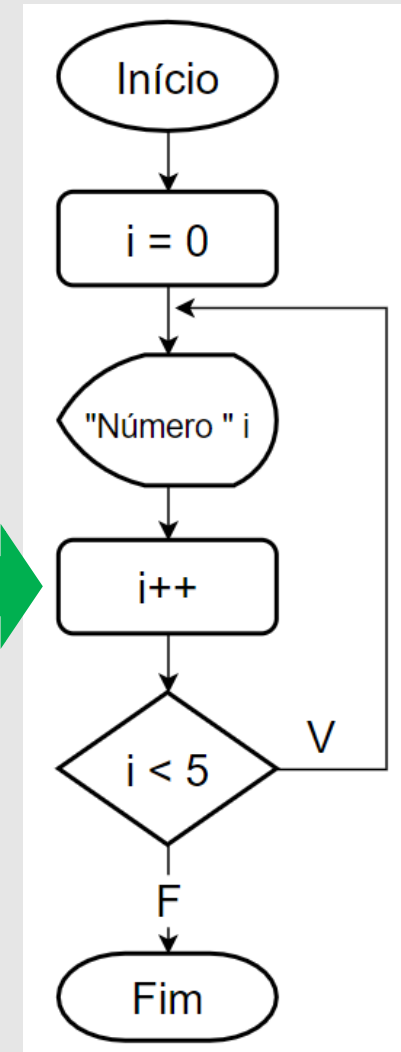 Início
i = 0
"Número " i
i++
i < 5
V
F
Fim